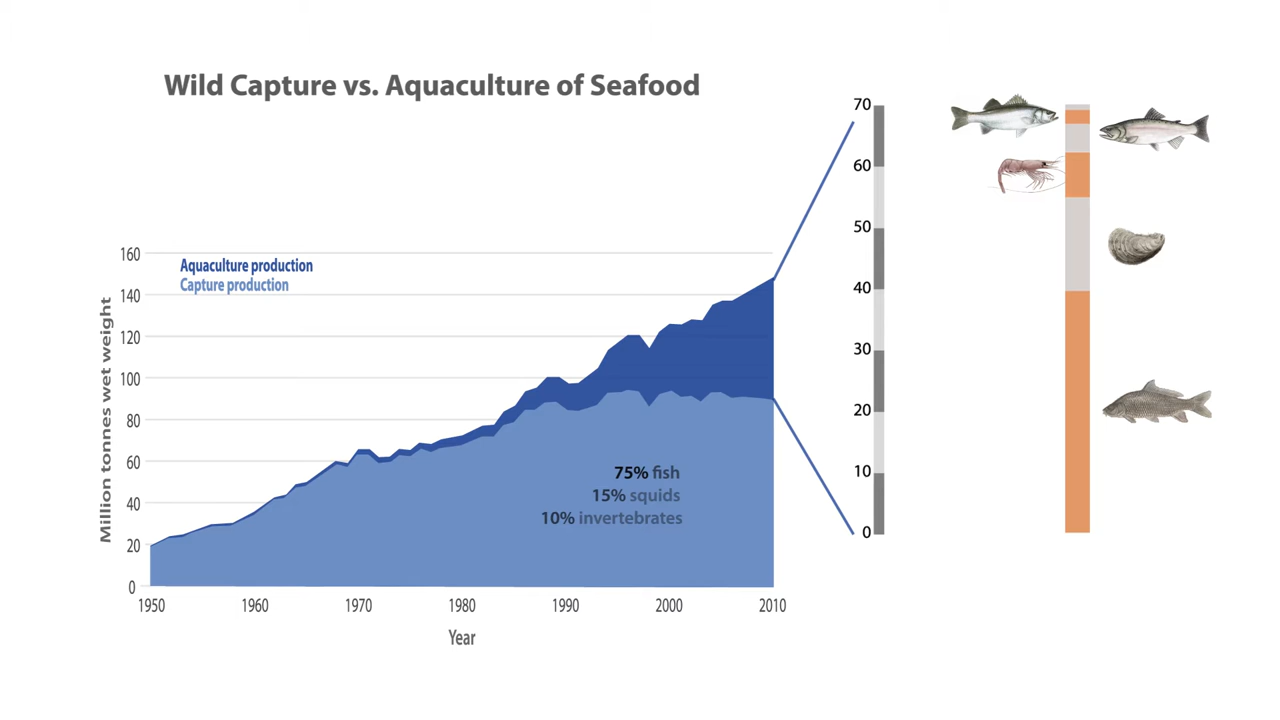 Wild Capture vs. Aquaculture of Seafood
Aquaculture production
Capture production
Million tonnes wet weight
160
140
120
100
80
60
40
20
0
75% fish
15% squids
10% invertebrates
1950 1960 1970 1980 1990 2000 2010
Year
70
60
50
40
30
20
10
0